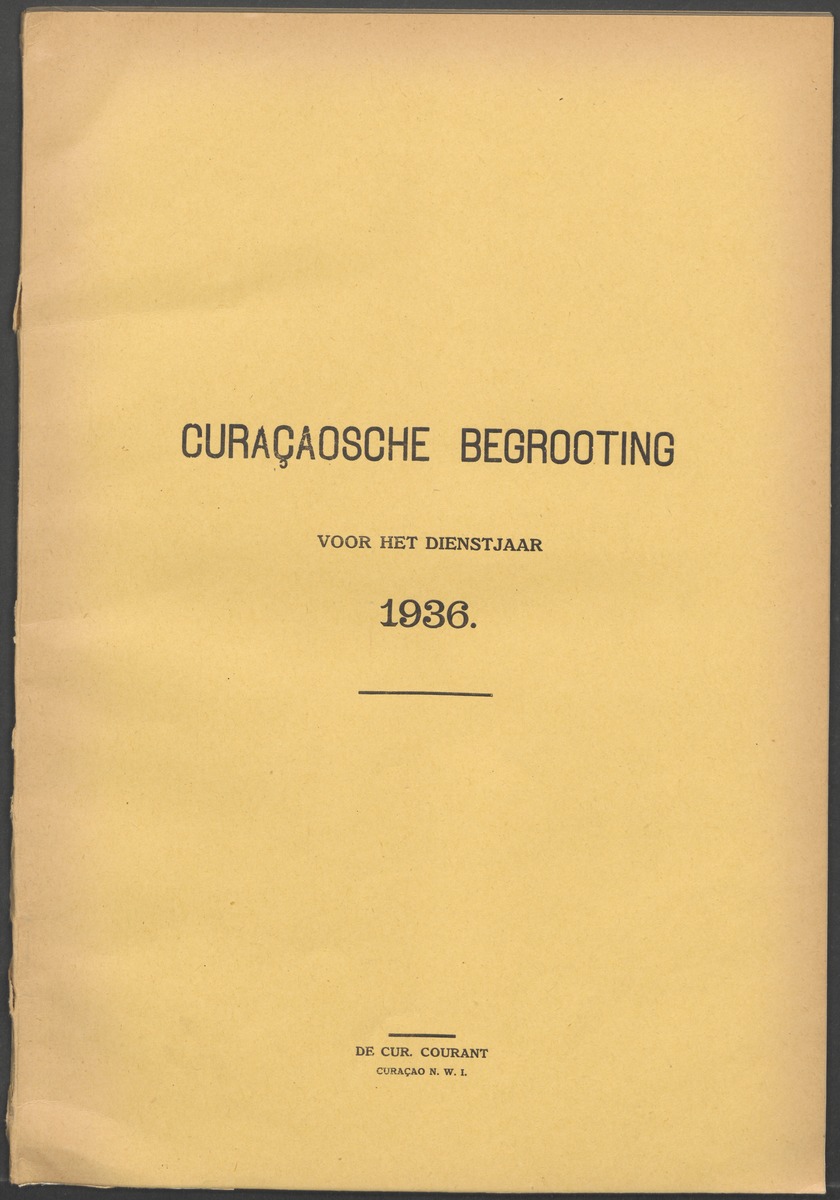 CURAÇAOSCHE BEGROOTING
VOOR HET DIENSTJAAR
1936.
DE CUR. COURANT
CURAÇAO N. W. I.